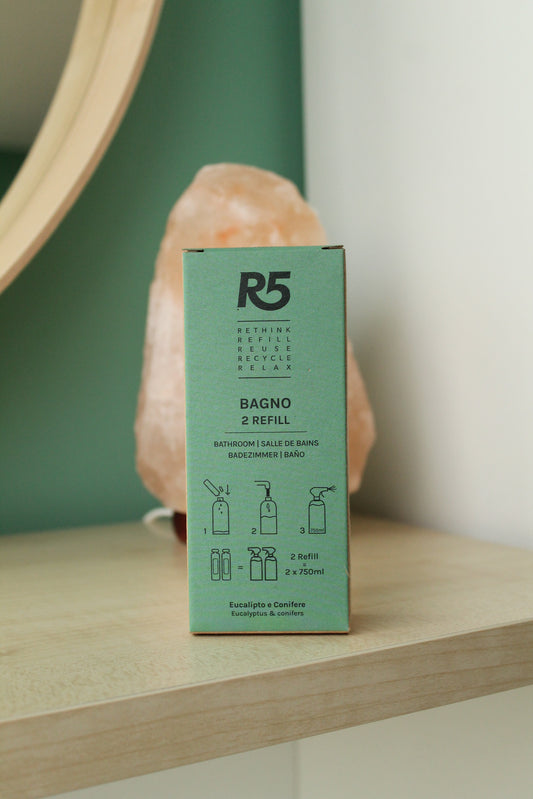 R5
RETHINK
REFILL
REUSE
RECYCLE
RELAX
BAGNO
2 REFILL
BATHROOM | SALLE DE BAINS
BADEZIMMER | BAÑO
1 2 3
750ml
= 2 Refill
=
2 x 750ml
Eucalipto e Conifere
Eucalyptus & conifers